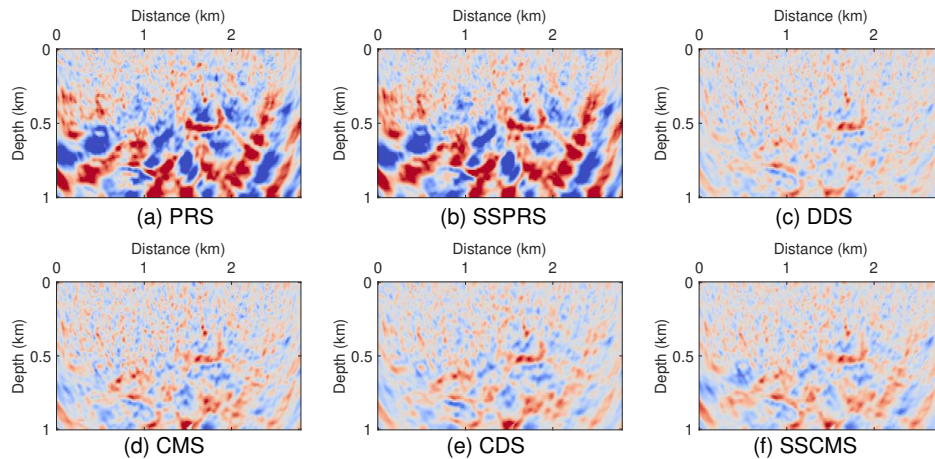 Distance (km) Distance (km) Distance (km)
0 1 2 0 1 2 0 1 2
0 0 0
Depth (km) Depth (km) Depth (km)
0.5 0.5 0.5
1 1 1
(a) PRS (b) SSPRS (c) DDS
Distance (km) Distance (km) Distance (km)
0 1 2 0 1 2 0 1 2
0 0 0
Depth (km) Depth (km) Depth (km)
0.5 0.5 0.5
1 1 1
(d) CMS (e) CDS (f) SSCMS